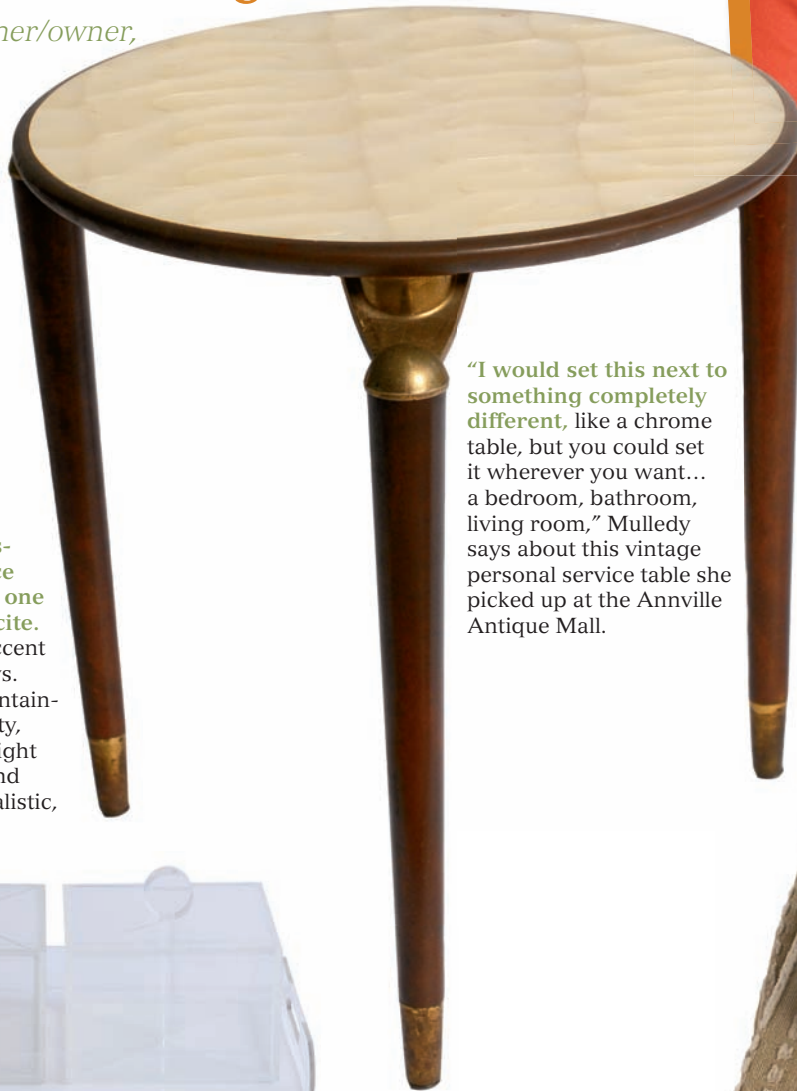 ner/owner,
“I would set this next to
something completely
different, like a chrome
table, but you could set
it wherever you want…
a bedroom, bathroom,
living room,” Mulledy
says about this vintage
personal service table she
picked up at the Annville
Antique Mall.
s-
ce
one
cite.
ccent
s.
ntain-
ty,
ight
nd
alistic,